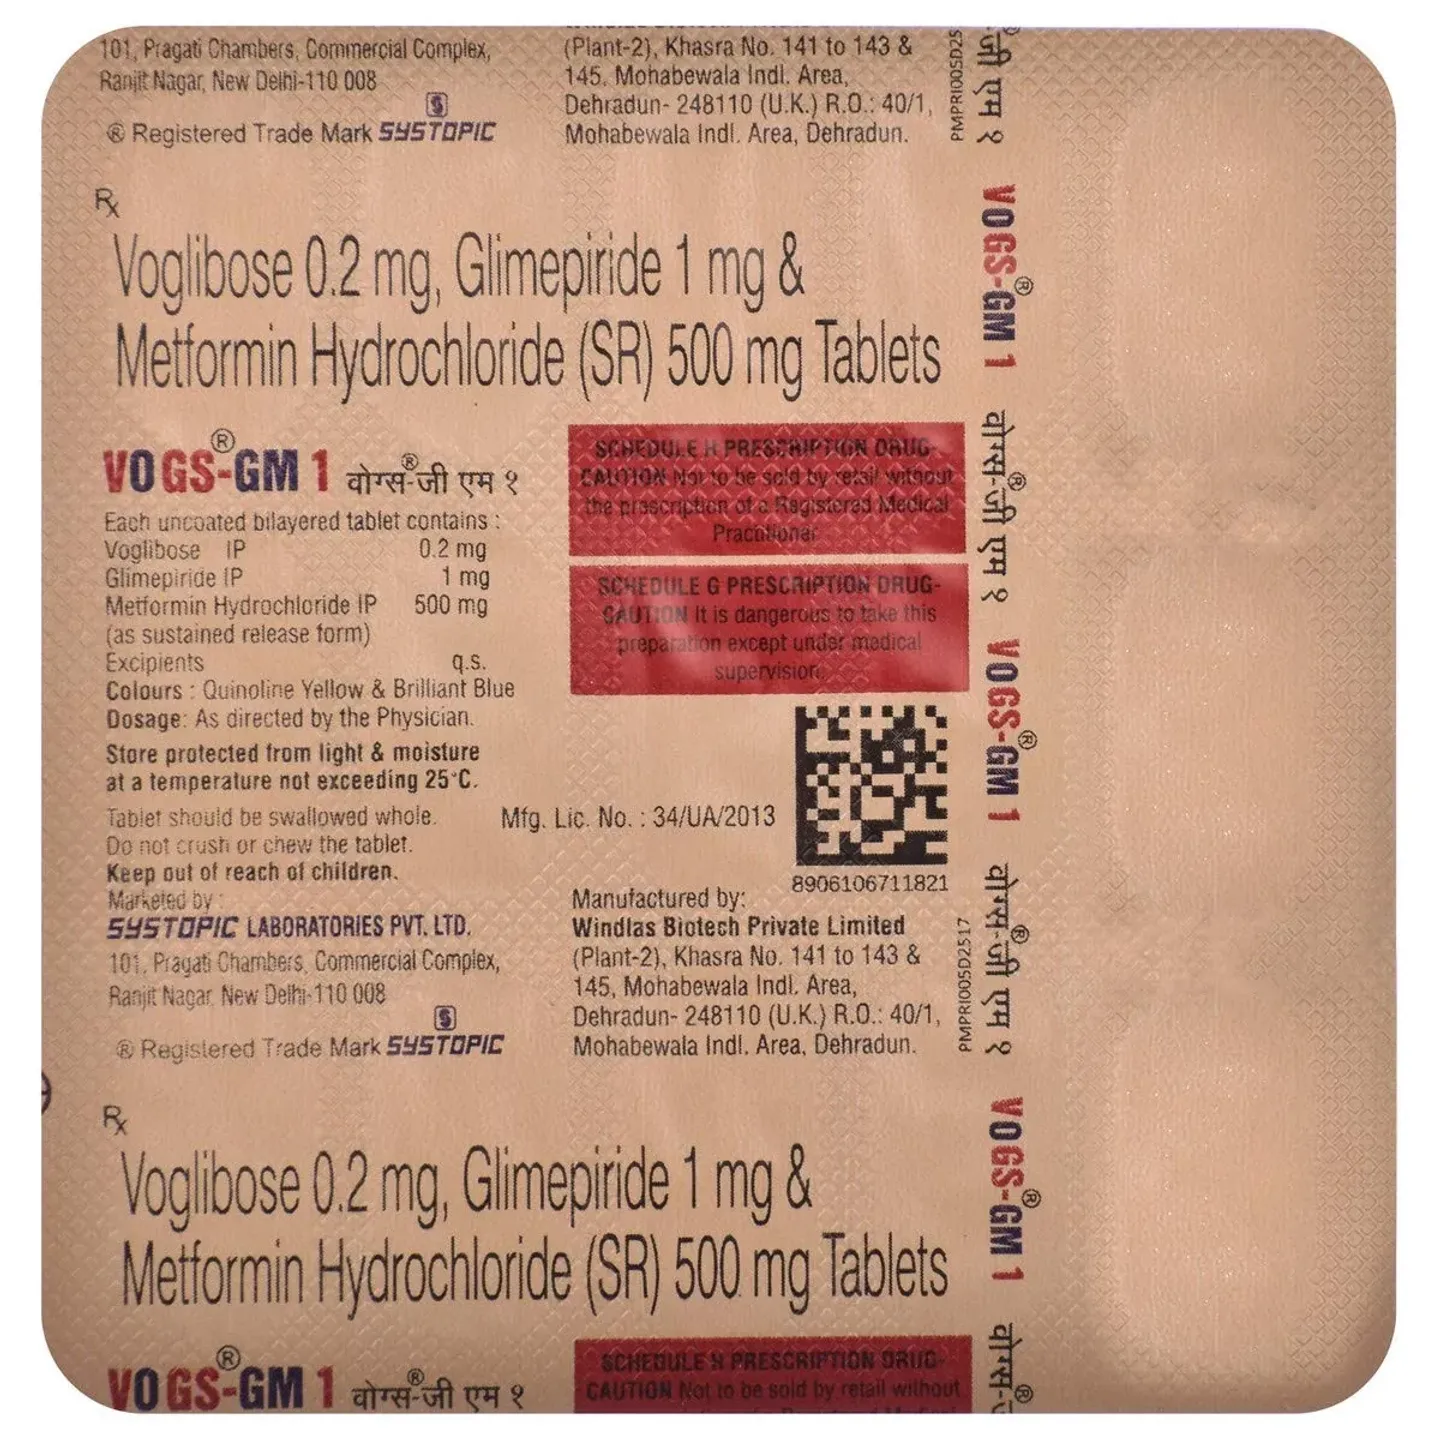 101, Pragati Chambers, Commercial Complex,
Ranjit Nagar, New Delhi-110 008
® Registered Trade Mark SYSTOPIC
(Plant-2), Khasra No. 141 to 143 &
145, Mohabewala Indl. Area,
Dehradun- 248110 (U.K.) R.O.: 40/1,
Mohabewala Indl. Area, Dehradun.
Rx
Voglibose 0.2 mg, Glimepiride 1 mg &
Metformin Hydrochloride (SR) 500 mg Tablets
VOGS®-GM 1 वोग्स®-जी एम १
Each uncoated bilayered tablet contains :
Voglibose IP 0.2 mg
Glimepiride IP 1 mg
Metformin Hydrochloride IP 500 mg
(as sustained release form)
Excipients q.s.
Colours : Quinoline Yellow & Brilliant Blue
Dosage: As directed by the Physician.
Store protected from light & moisture
at a temperature not exceeding 25°C.
Tablet should be swallowed whole.
Do not crush or chew the tablet.
Keep out of reach of children.
Marketed by :
SYSTOPIC LABORATORIES PVT. LTD.
101, Pragati Chambers, Commercial Complex,
Ranjit Nagar, New Delhi-110 008
® Registered Trade Mark SYSTOPIC
SCHEDULE H PRESCRIPTION DRUG-
CAUTION Not to be sold by retail without
the prescription of a Registered Medical
Practitioner
SCHEDULE G PRESCRIPTION DRUG-
CAUTION It is dangerous to take this
preparation except under medical
supervision.
Mfg. Lic. No. : 34/UA/2013
8906106711821
Manufactured by:
Windlas Biotech Private Limited
(Plant-2), Khasra No. 141 to 143 &
145, Mohabewala Indl. Area,
Dehradun- 248110 (U.K.) R.O.: 40/1,
Mohabewala Indl. Area, Dehradun.
Rx
Voglibose 0.2 mg, Glimepiride 1 mg &
Metformin Hydrochloride (SR) 500 mg Tablets
VOGS®-GM 1 वोग्स®-जी एम १
SCHEDULE H PRESCRIPTION DRUG-
CAUTION Not to be sold by retail without
PMPRI005D25
जी एम १
VOGS-GM® 1
वोग्स-जी® एम १
VOGS-GM® 1
PMPRI005D2517
वोग्स-जी® एम १
VOGS-GM® 1
वोग्स-®